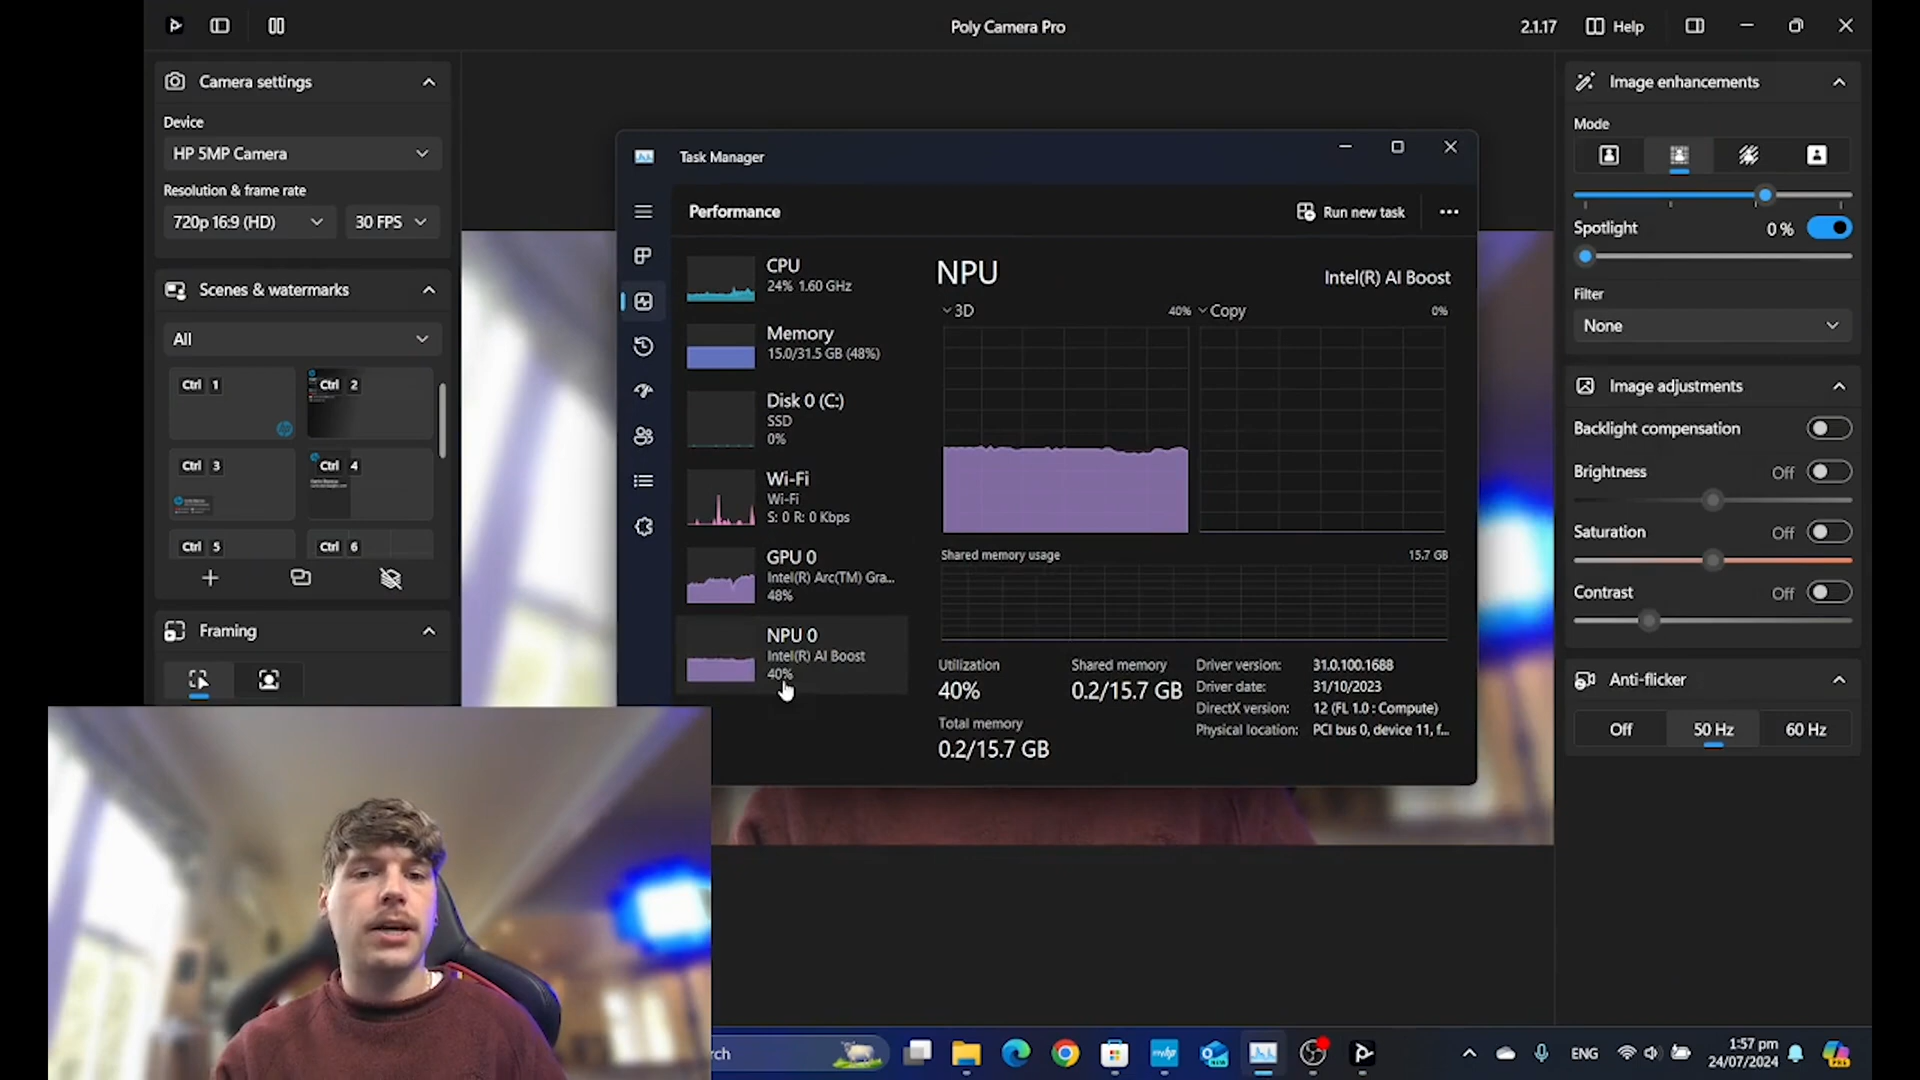 Poly Camera Pro
2.1.17
Help
Camera settings
Device
HP 5MP Camera
Resolution & frame rate
720p 16:9 (HD)
30 FPS
Scenes & watermarks
All
Ctrl 1
Ctrl 2
Ctrl 3
Ctrl 4
Ctrl 5
Ctrl 6
Framing
Task Manager
Performance
Run new task
CPU
24% 1.60 GHz
Memory
15.0/31.5 GB (48%)
Disk 0 (C:)
SSD
0%
Wi-Fi
Wi-Fi
S: 0 R: 0 Kbps
GPU 0
Intel(R) Arc(TM) Gra...
48%
NPU 0
Intel(R) AI Boost
40%
NPU
Intel(R) AI Boost
3D
40%
Copy
0%
Shared memory usage
15.7 GB
Utilization
40%
Shared memory
0.2/15.7 GB
Total memory
0.2/15.7 GB
Driver version: 31.0.100.1688
Driver date: 31/10/2023
DirectX version: 12 (FL 1.0 : Compute)
Physical location: PCI bus 0, device 11, f...
Image enhancements
Mode
Spotlight
0 %
Filter
None
Image adjustments
Backlight compensation
Brightness Off
Saturation Off
Contrast Off
Anti-flicker
Off
50 Hz
60 Hz
rch
myhp
NEW
ENG
1:57 pm
24/07/2024
PRE